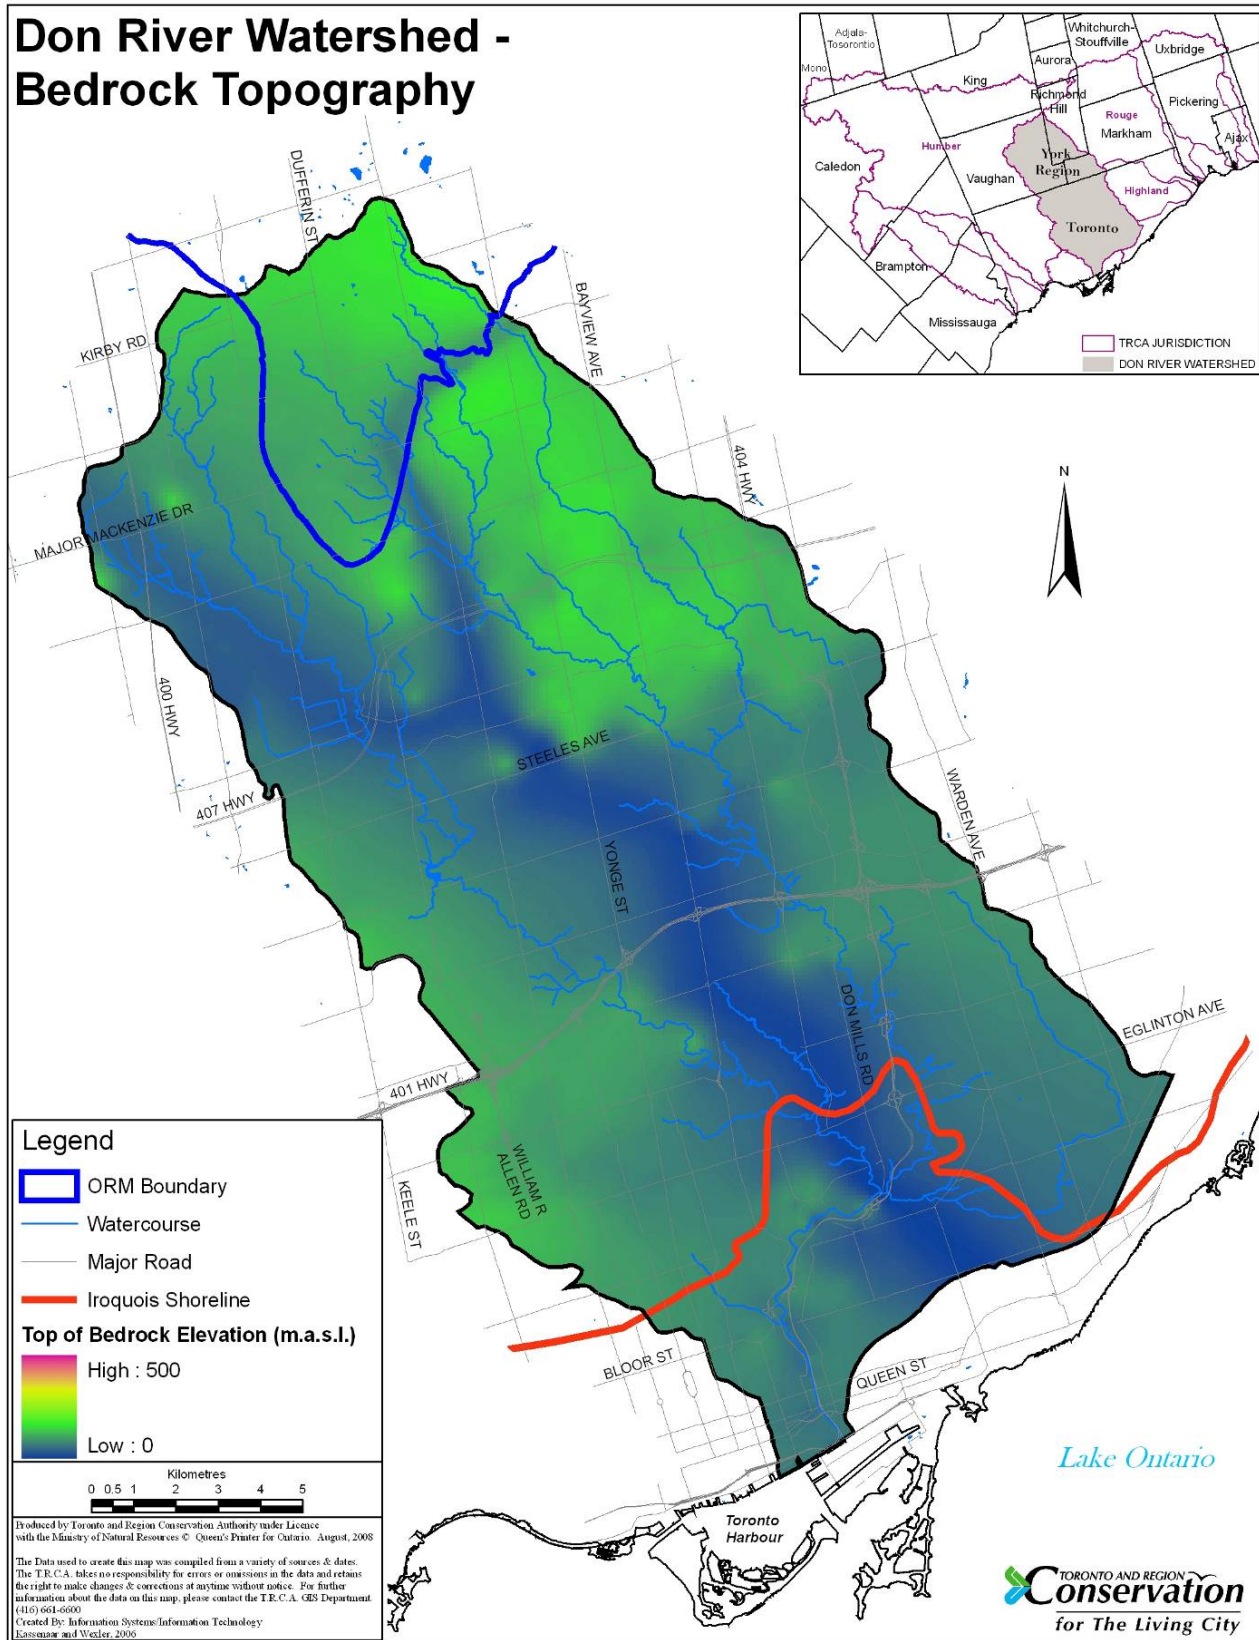 Don River Watershed -
Bedrock Topography
Adjala-
Tosorontio
Mono
Whitchurch-
Stouffville
Uxbridge
Aurora
King
Richmond
Hill
Pickering
Rouge
Markham
Ajax
Humber
Caledon
York
Region
Vaughan
Highland
Toronto
Brampton
Mississauga
TRCA JURISDICTION
DON RIVER WATERSHED
DUFFERIN ST
BAYVIEW AVE
KIRBY RD
404 HWY
N
MAJOR MACKENZIE DR
400 HWY
STEELES AVE
407 HWY
WARDEN AVE
YONGE ST
DON MILLS RD
EGLINTON AVE
401 HWY
WILLIAM R
ALLEN RD
KEELE ST
BLOOR ST
QUEEN ST
Lake Ontario
Toronto
Harbour
Legend
ORM Boundary
Watercourse
Major Road
Iroquois Shoreline
Top of Bedrock Elevation (m.a.s.l.)
High : 500
Low : 0
Kilometres
0 0.5 1 2 3 4 5
Produced by Toronto and Region Conservation Authority under Licence
with the Ministry of Natural Resources © Queen's Printer for Ontario. August, 2008
The Data used to create this map was compiled from a variety of sources & dates.
The T.R.C.A. takes no responsibility for errors or omissions in the data and retains
the right to make changes & corrections at anytime without notice. For further
information about the data on this map, please contact the T.R.C.A. GIS Department
(416) 661-6600
Created By: Information Systems/Information Technology
Kassenaar and Wexler, 2006
TORONTO AND REGION
Conservation
for The Living City